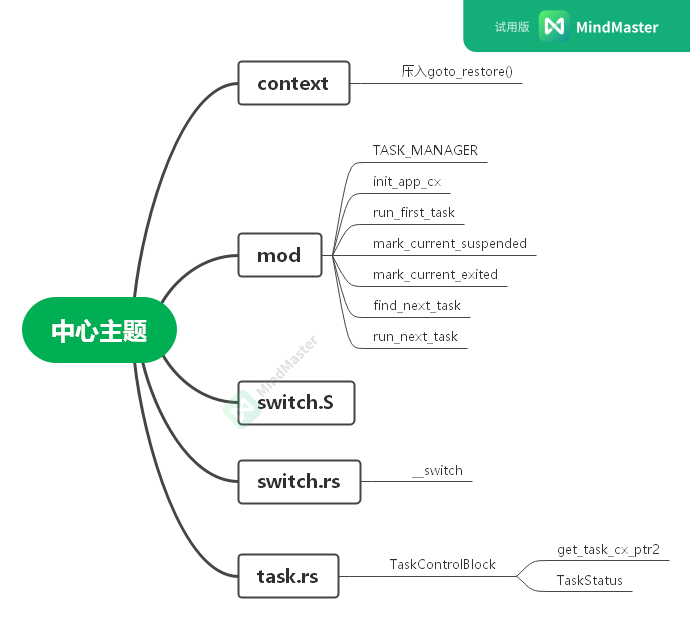 试用版 MindMaster
context
压入goto_restore()
mod
TASK_MANAGER
init_app_cx
run_first_task
mark_current_suspended
mark_current_exited
find_next_task
run_next_task
中心主题
MindMaster
switch.S
switch.rs
__switch
task.rs
TaskControlBlock
get_task_cx_ptr2
TaskStatus